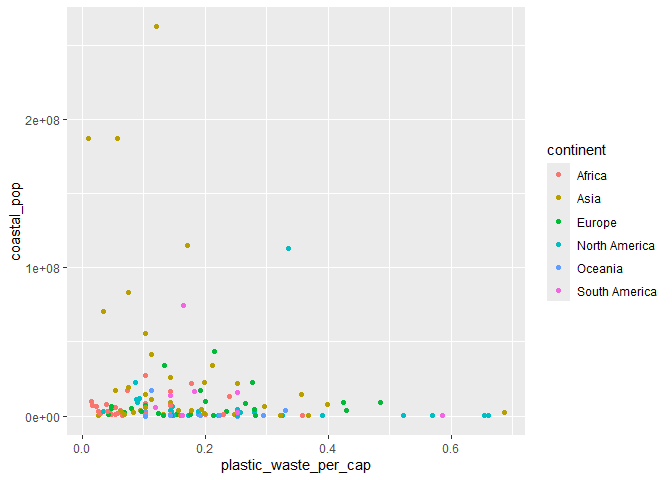 2e+08
1e+08
0e+00
coastal_pop
0.0
0.2
0.4
0.6
plastic_waste_per_cap
continent
Africa
Asia
Europe
North America
Oceania
South America